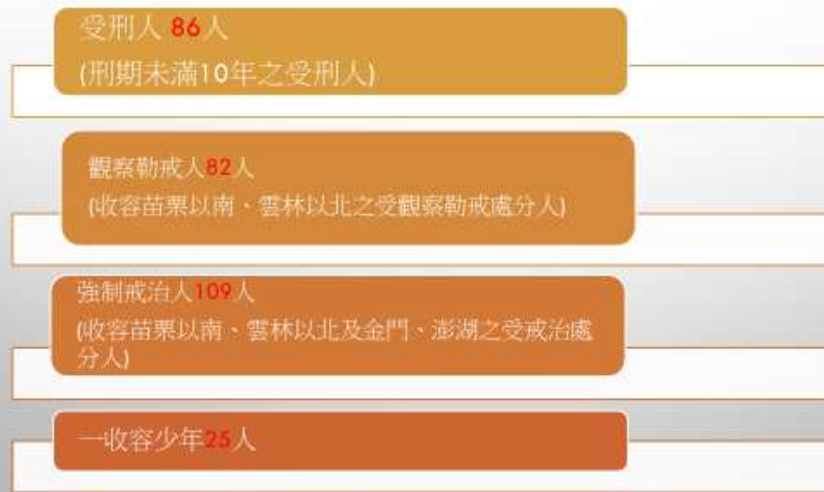 受刑人 86人
(刑期未滿10年之受刑人)
觀察勒戒人82人
(收容苗栗以南、雲林以北之受觀察勒戒處分人)
強制戒治人109人
(收容苗栗以南、雲林以北及金門、澎湖之受戒治處
分人)
一收容少年25人